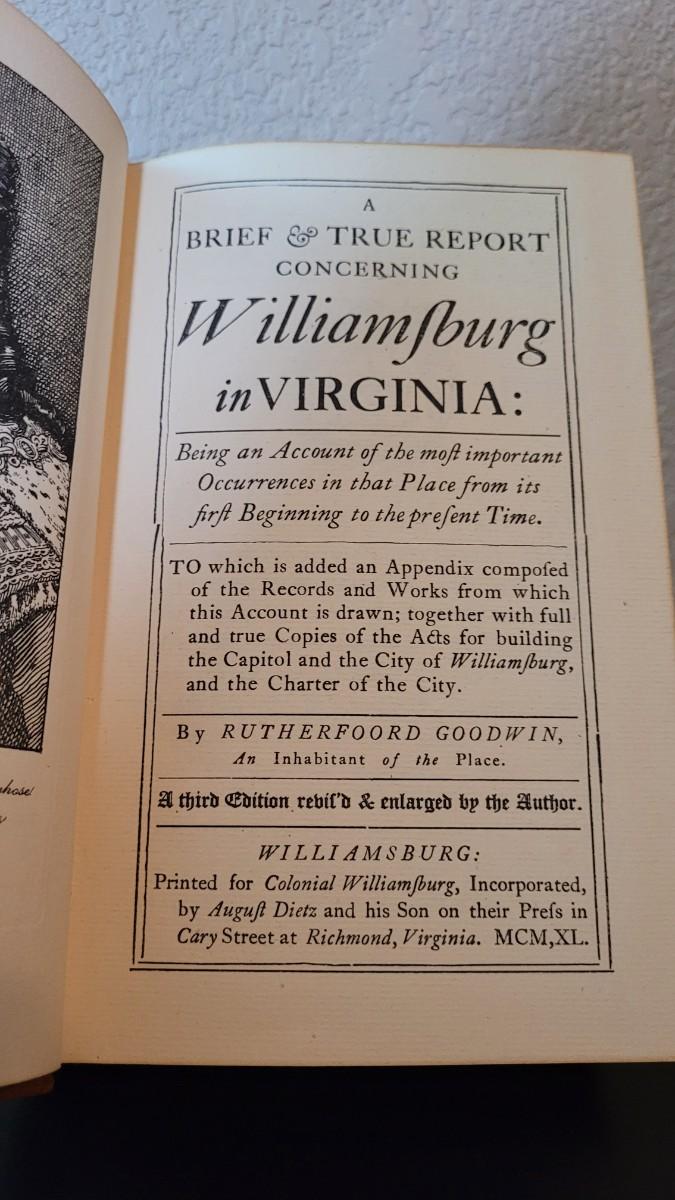 A
BRIEF & TRUE REPORT
CONCERNING
Williamſburg
in VIRGINIA:
Being an Account of the moſt important
Occurrences in that Place from its
firſt Beginning to the preſent Time.
TO which is added an Appendix compoſed
of the Records and Works from which
this Account is drawn; together with full
and true Copies of the Acts for building
the Capitol and the City of Williamſburg,
and the Charter of the City.
By RUTHERFOORD GOODWIN,
An Inhabitant of the Place.
A third Edition reviſ'd & enlarged by the Author.
WILLIAMSBURG:
Printed for Colonial Williamſburg, Incorporated,
by Auguſt Dietz and his Son on their Preſs in
Cary Street at Richmond, Virginia. MCM,XL.